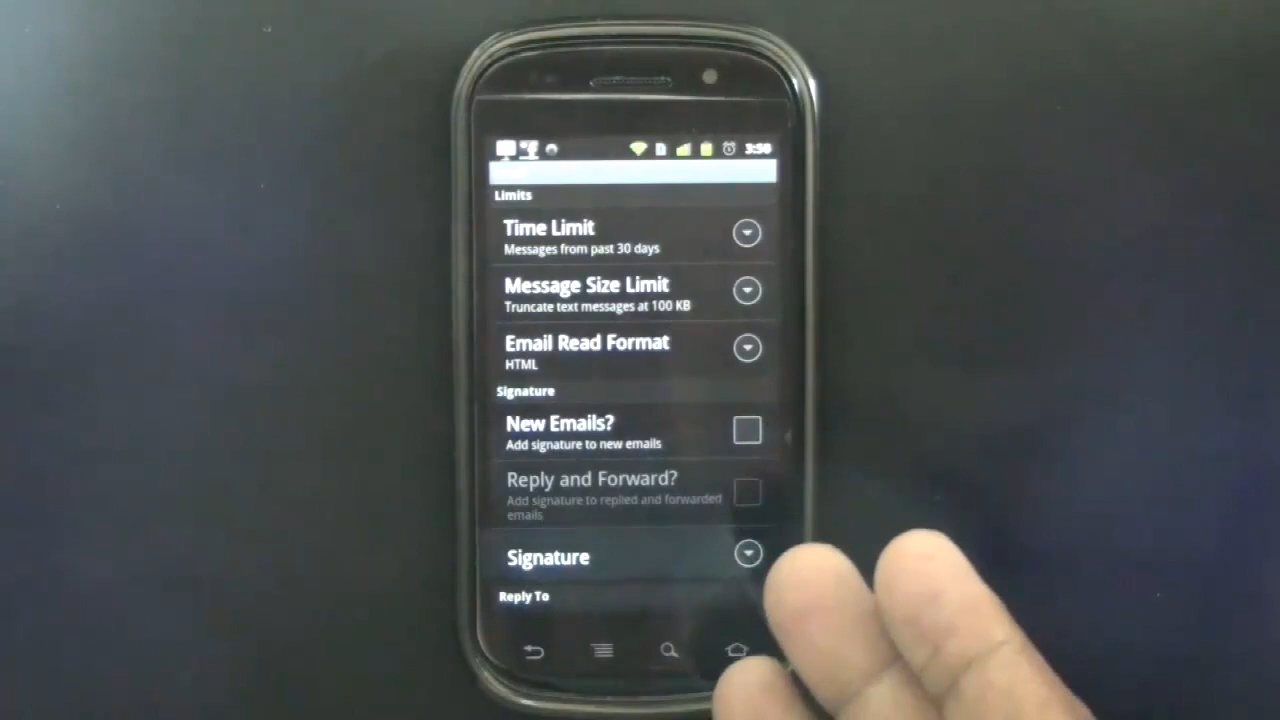 3:50
Limits
Time Limit
Messages from past 30 days
Message Size Limit
Truncate text messages at 100 KB
Email Read Format
HTML
Signature
New Emails?
Add signature to new emails
Reply and Forward?
Add signature to replied and forwarded
emails
Signature
Reply To